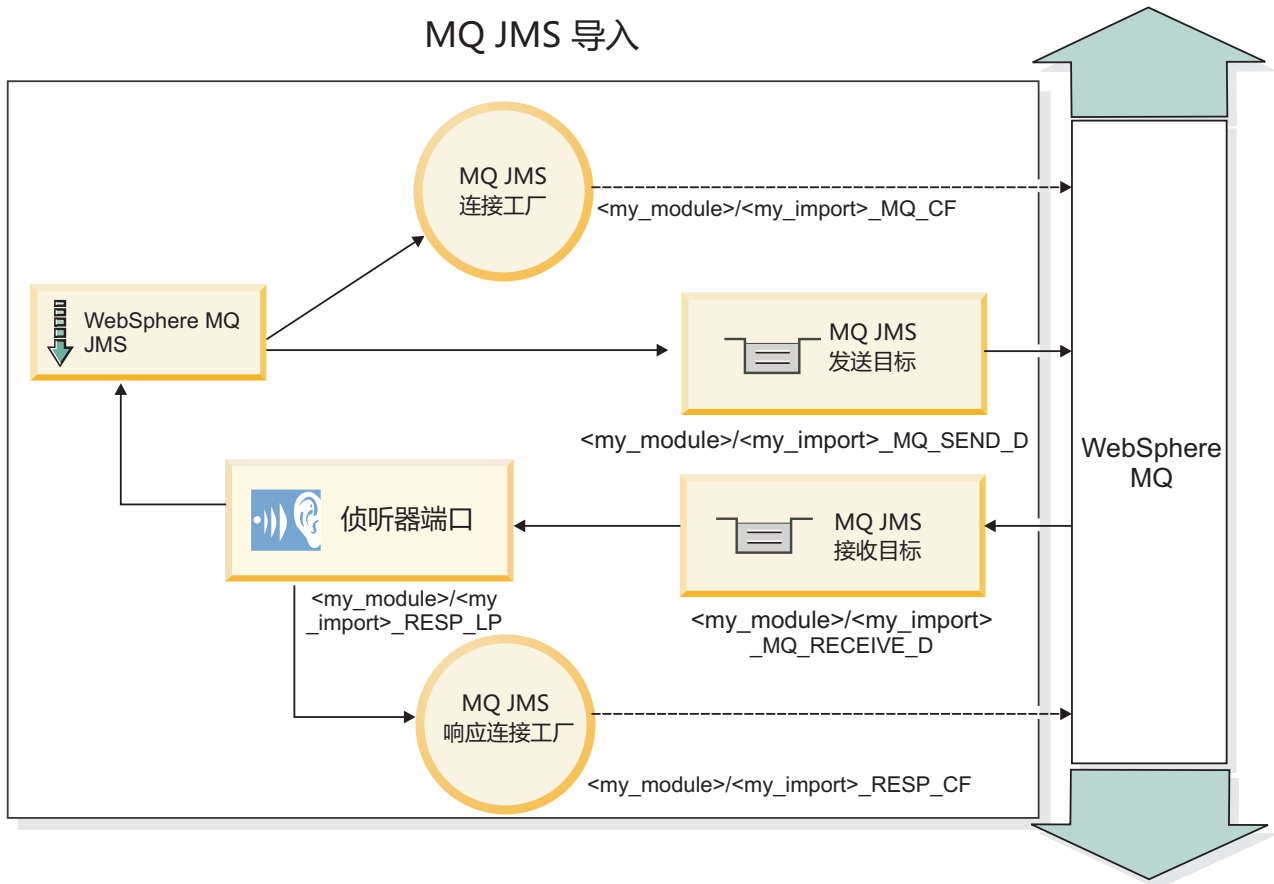 MQ JMS 导入
MQ JMS
连接工厂
<my_module>/<my_import>_MQ_CF
WebSphere MQ
JMS
MQ JMS
发送目标
<my_module>/<my_import>_MQ_SEND_D
WebSphere
MQ
侦听器端口
<my_module>/<my
_import>_RESP_LP
MQ JMS
接收目标
<my_module>/<my_import>
_MQ_RECEIVE_D
MQ JMS
响应连接工厂
<my_module>/<my_import>_RESP_CF